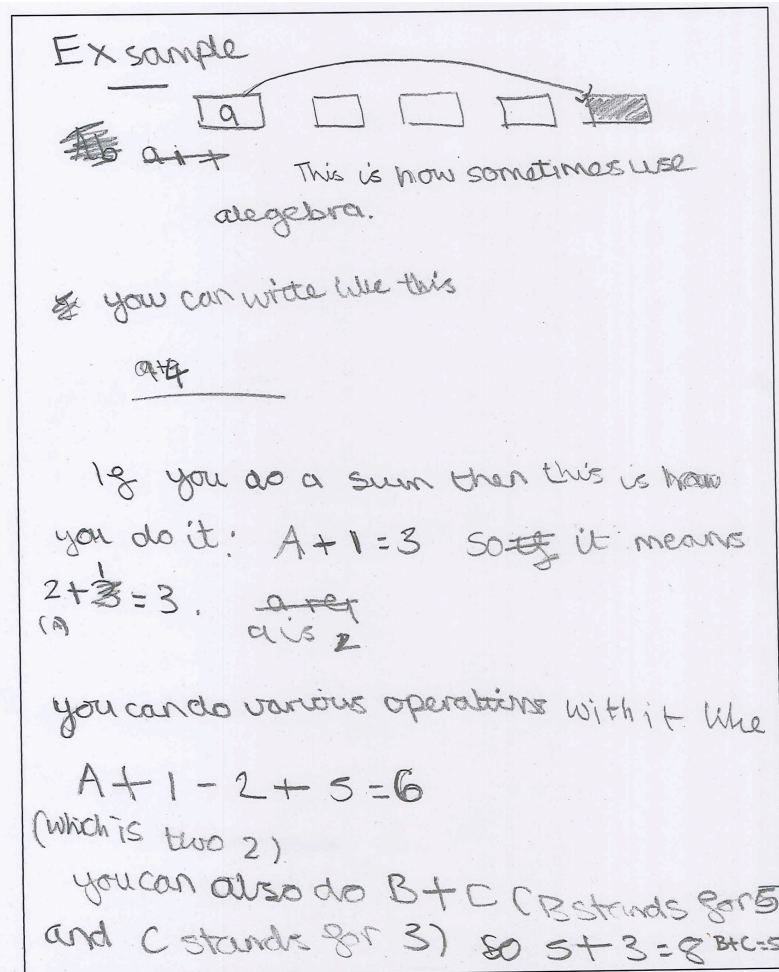 Exsample
a
This is how sometimes use
alegebra.
you can write like this
a+4
If you do a sum then this is how
you do it: A + 1 = 3 so it means
2 + 1 = 3.
(A)
a is 2
you can do various operations with it like
A + 1 - 2 + 5 = 6
(which is two 2)
you can also do B + C (B stands for 5
and C stands for 3) so 5 + 3 = 8 B+C=